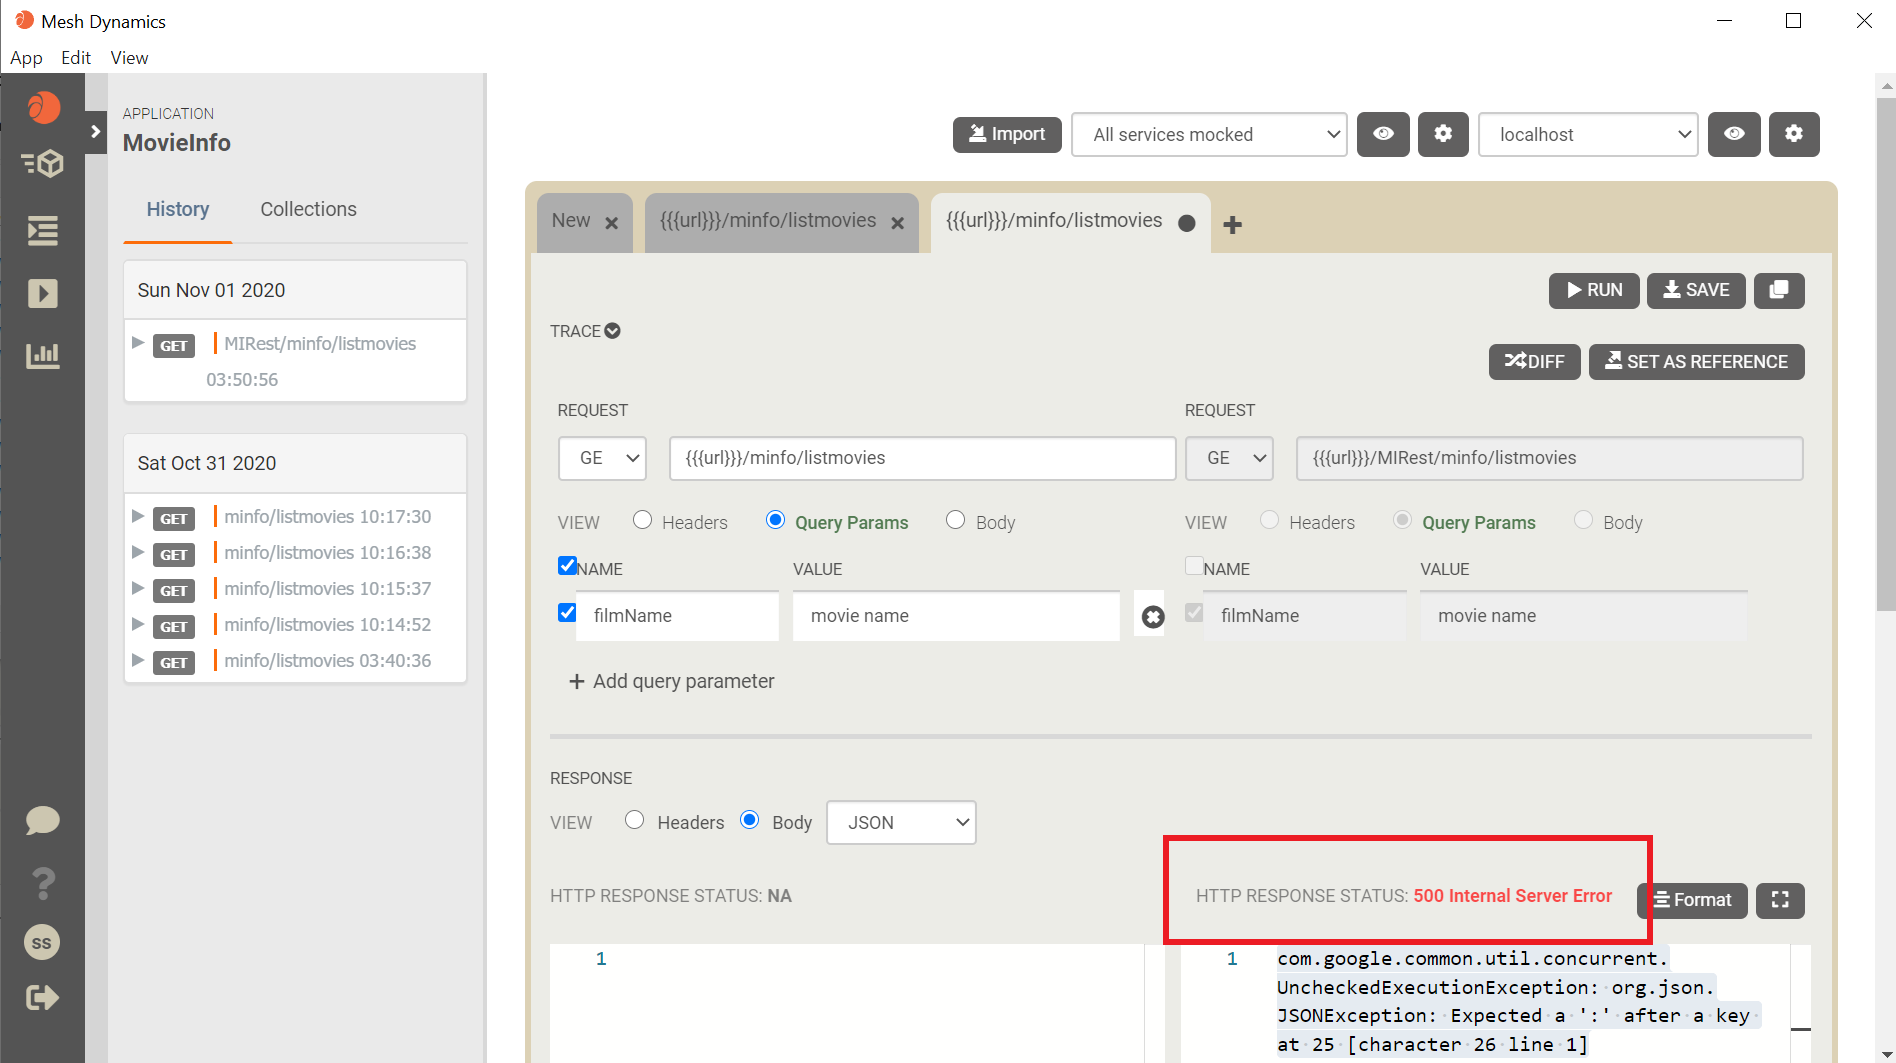 Mesh Dynamics
App Edit View
APPLICATION
MovieInfo
History Collections
Sun Nov 01 2020
GET MIRest/minfo/listmovies
03:50:56
Sat Oct 31 2020
GET minfo/listmovies 10:17:30
GET minfo/listmovies 10:16:38
GET minfo/listmovies 10:15:37
GET minfo/listmovies 10:14:52
GET minfo/listmovies 03:40:36
SS
Import All services mocked localhost
New {{{url}}}/minfo/listmovies {{{url}}}/minfo/listmovies
RUN SAVE
TRACE
DIFF SET AS REFERENCE
REQUEST REQUEST
GE {{{url}}}/minfo/listmovies GE {{{url}}}/MIRest/minfo/listmovies
VIEW Headers Query Params Body VIEW Headers Query Params Body
NAME VALUE NAME VALUE
filmName movie name filmName movie name
+ Add query parameter
RESPONSE
VIEW Headers Body JSON
HTTP RESPONSE STATUS: NA HTTP RESPONSE STATUS: 500 Internal Server Error Format
1 1 com.google.common.util.concurrent.
UncheckedExecutionException: org.json.
JSONException: Expected a ':' after a key
at 25 [character 26 line 1]